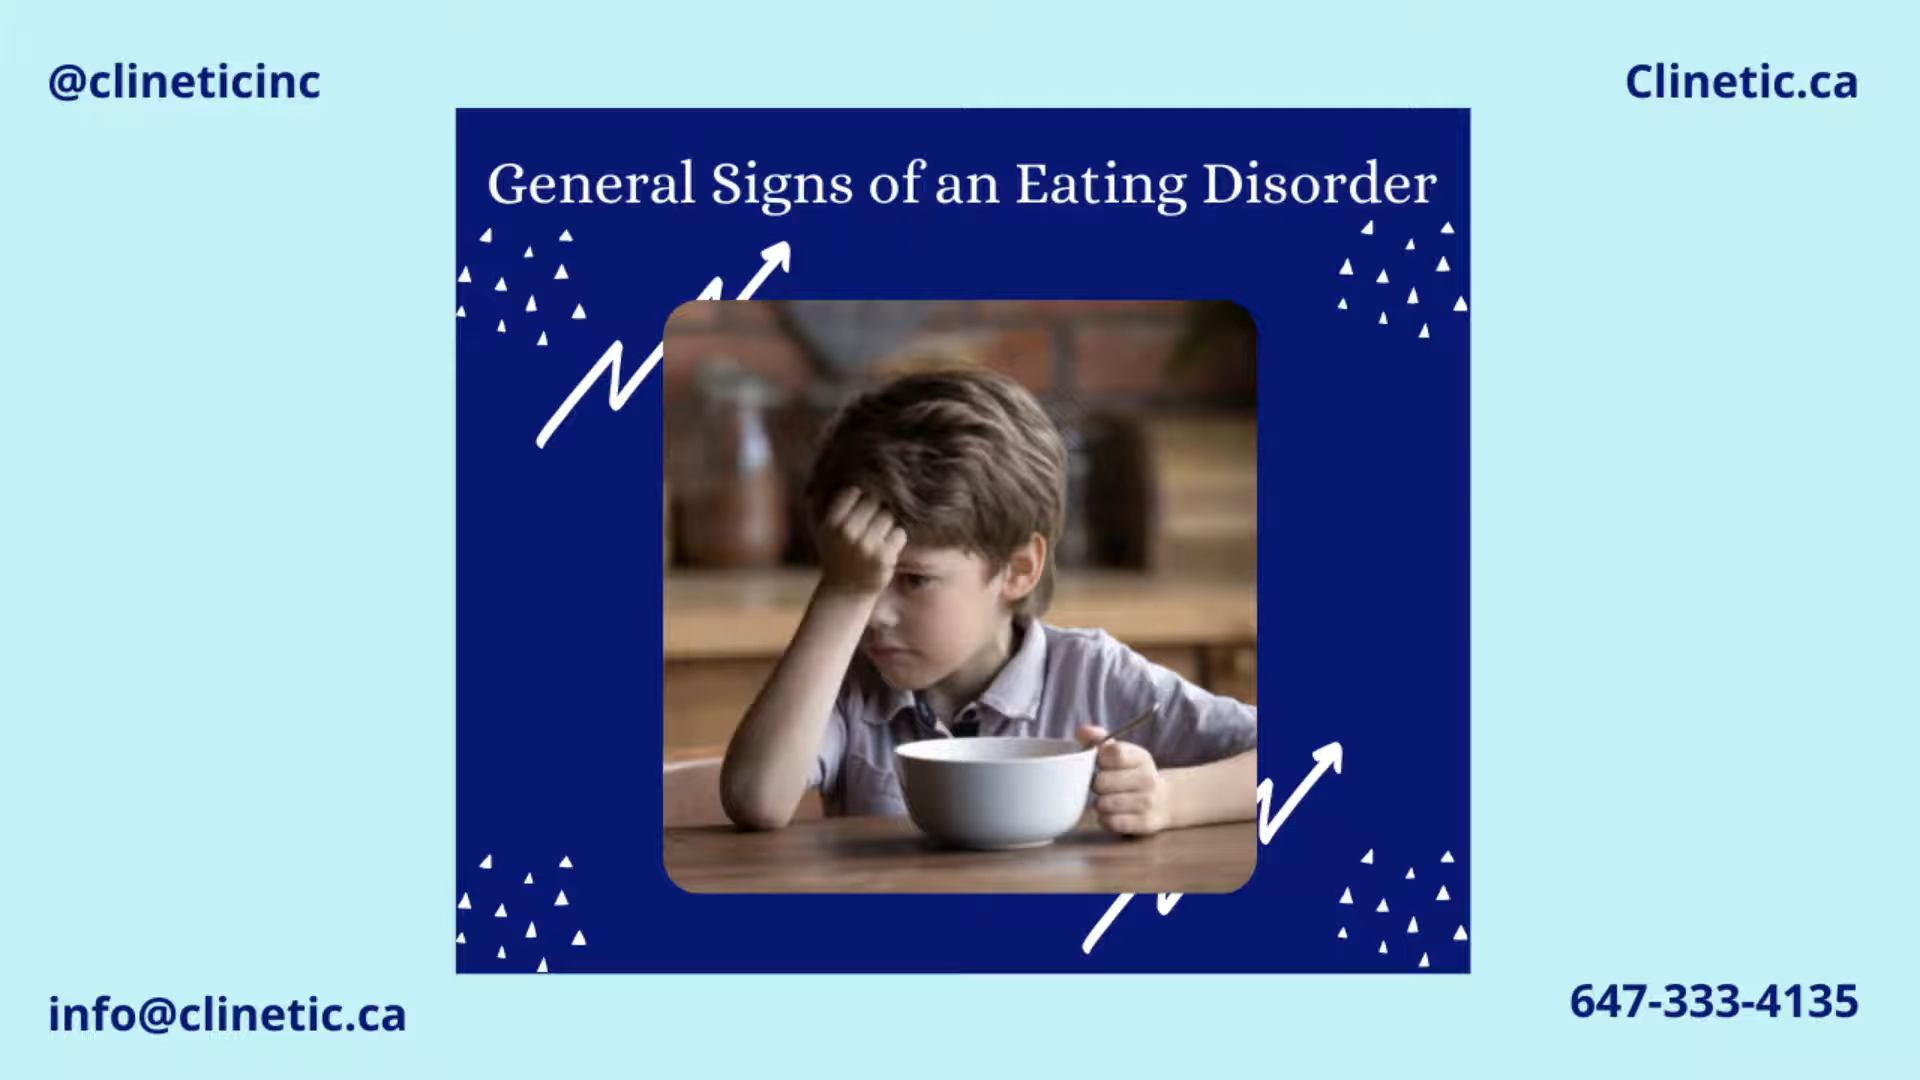 @clineticinc
Clinetic.ca
General Signs of an Eating Disorder
info@clinetic.ca
647-333-4135